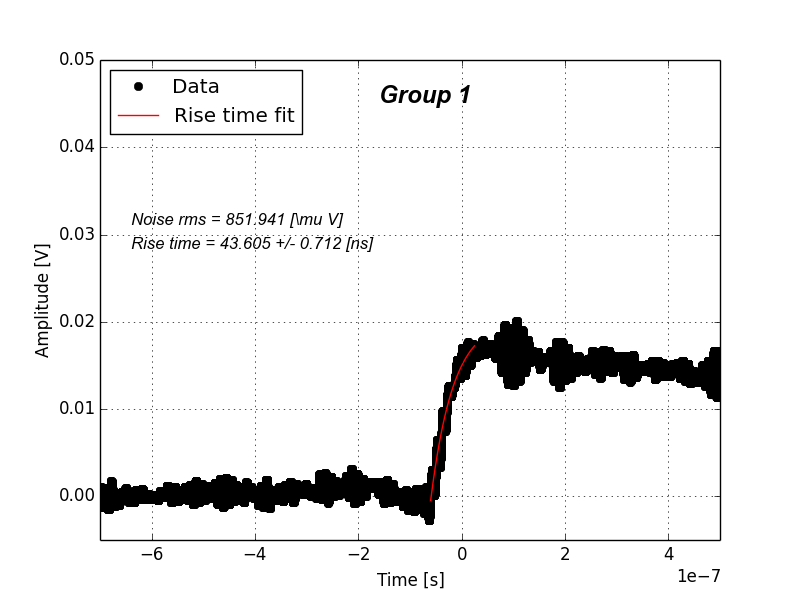 Group 1
Data
Rise time fit
Noise rms = 851.941 [\mu V]
Rise time = 43.605 +/- 0.712 [ns]
Amplitude [V]
0.05
0.04
0.03
0.02
0.01
0.00
−6 −4 −2 0 2 4
1e−7
Time [s]